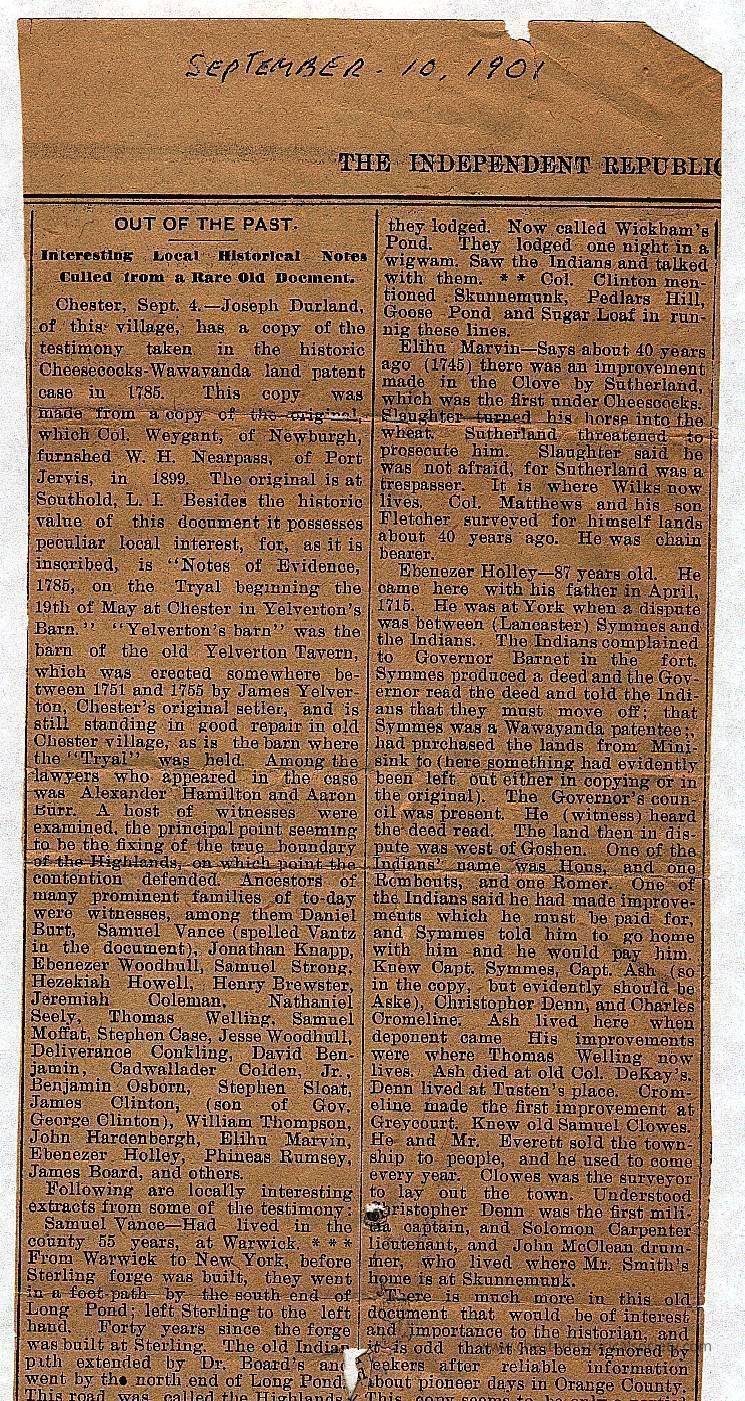 SEPTEMBER. 10, 1901
THE INDEPENDENT REPUBLIC
OUT OF THE PAST.
Interesting Local Historical Notes
Culled from a Rare Old Docment.
Chester, Sept. 4.—Joseph Durland,
of this village, has a copy of the
testimony taken in the historic
Cheesecocks-Wawayanda land patent
case in 1785. This copy was
made from a copy of the original,
which Col. Weygant, of Newburgh,
furnshed W. H. Nearpass, of Port
Jervis, in 1899. The original is at
Southold, L. I. Besides the historic
value of this document it possesses
peculiar local interest, for, as it is
inscribed, is "Notes of Evidence,
1785, on the Tryal beginning the
19th of May at Chester in Yelverton's
Barn." "Yelverton's barn" was the
barn of the old Yelverton Tavern,
which was erected somewhere be-
tween 1751 and 1755 by James Yelver-
ton, Chester's original setler, and is
still standing in good repair in old
Chester village, as is the barn where
the "Tryal" was held. Among the
lawyers who appeared in the case
was Alexander Hamilton and Aaron
Burr. A host of witnesses were
examined, the principal point seeming
to be the fixing of the true boundary
of the Highlands, on which point the
contention defended. Ancestors of
many prominent families of to-day
were witnesses, among them Daniel
Burt, Samuel Vance (spelled Vantz
in the document), Jonathan Knapp,
Ebenezer Woodhull, Samuel Strong,
Hezekiah Howell, Henry Brewster,
Jeremiah Coleman, Nathaniel
Seely, Thomas Welling, Samuel
Moffat, Stephen Case, Jesse Woodhull,
Deliverance Conkling, David Ben-
jamin, Cadwallader Colden, Jr.,
Benjamin Osborn, Stephen Sloat,
James Clinton, (son of Gov.
George Clinton), William Thompson,
John Hardenbergh, Elihu Marvin,
Ebenezer Holley, Phineas Rumsey,
James Board, and others.
Following are locally interesting
extracts from some of the testimony:
Samuel Vance—Had lived in the
county 55 years, at Warwick. * * *
From Warwick to New York, before
Sterling forge was built, they went
in a foot-path by the south end of
Long Pond; left Sterling to the left
hand. Forty years since the forge
was built at Sterling. The old Indian
path extended by Dr. Board's and
went by the north end of Long Pond.
This road was called the Highlands
they lodged. Now called Wickham's
Pond. They lodged one night in a
wigwam. Saw the Indians and talked
with them. * * Col. Clinton men-
tioned Skunnemunk, Pedlars Hill,
Goose Pond and Sugar Loaf in run-
nig these lines.
Elihu Marvin—Says about 40 years
ago (1745) there was an improvement
made in the Clove by Sutherland,
which was the first under Cheescocks.
Slaughter turned his horse into the
wheat. Sutherland threatened to
prosecute him. Slaughter said he
was not afraid, for Sutherland was a
trespasser. It is where Wilks now
lives. Col. Matthews and his son
Fletcher surveyed for himself lands
about 40 years ago. He was chain
bearer.
Ebenezer Holley—87 years old. He
came here with his father in April,
1715. He was at York when a dispute
was between (Lancaster) Symmes and
the Indians. The Indians complained
to Governor Barnet in the fort.
Symmes produced a deed and the Gov-
ernor read the deed and told the Indi-
ans that they must move off; that
Symmes was a Wawayanda patentee;,
had purchased the lands from Mini-
sink to (here something had evidently
been left out either in copying or in
the original). The Governor's coun-
cil was present. He (witness) heard
the deed read. The land then in dis-
pute was west of Goshen. One of the
Indians' name was Hons, and one
Rombouts, and one Romer. One of
the Indians said he had made improve-
ments which he must be paid for,
and Symmes told him to go home
with him and he would pay him.
Knew Capt. Symmes, Capt. Ash (so
in the copy, but evidently should be
Aske), Christopher Denn, and Charles
Cromeline. Ash lived here when
deponent came His improvements
were where Thomas Welling now
lives. Ash died at old Col. DeKay's.
Denn lived at Tusten's place. Crom-
eline made the first improvement at
Greycourt. Knew old Samuel Clowes.
He and Mr. Everett sold the town-
ship to people, and he used to come
every year. Clowes was the surveyor
to lay out the town. Understood
Christopher Denn was the first mili-
captain, and Solomon Carpenter
lieutenant, and John McClean drum-
mer, who lived where Mr. Smith's
home is at Skunnemunk.
There is much more in this old
document that would be of interest
and importance to the historian, and
it is odd that it has been ignored by
seekers after reliable information
about pioneer days in Orange County.
This copy seems to be only a